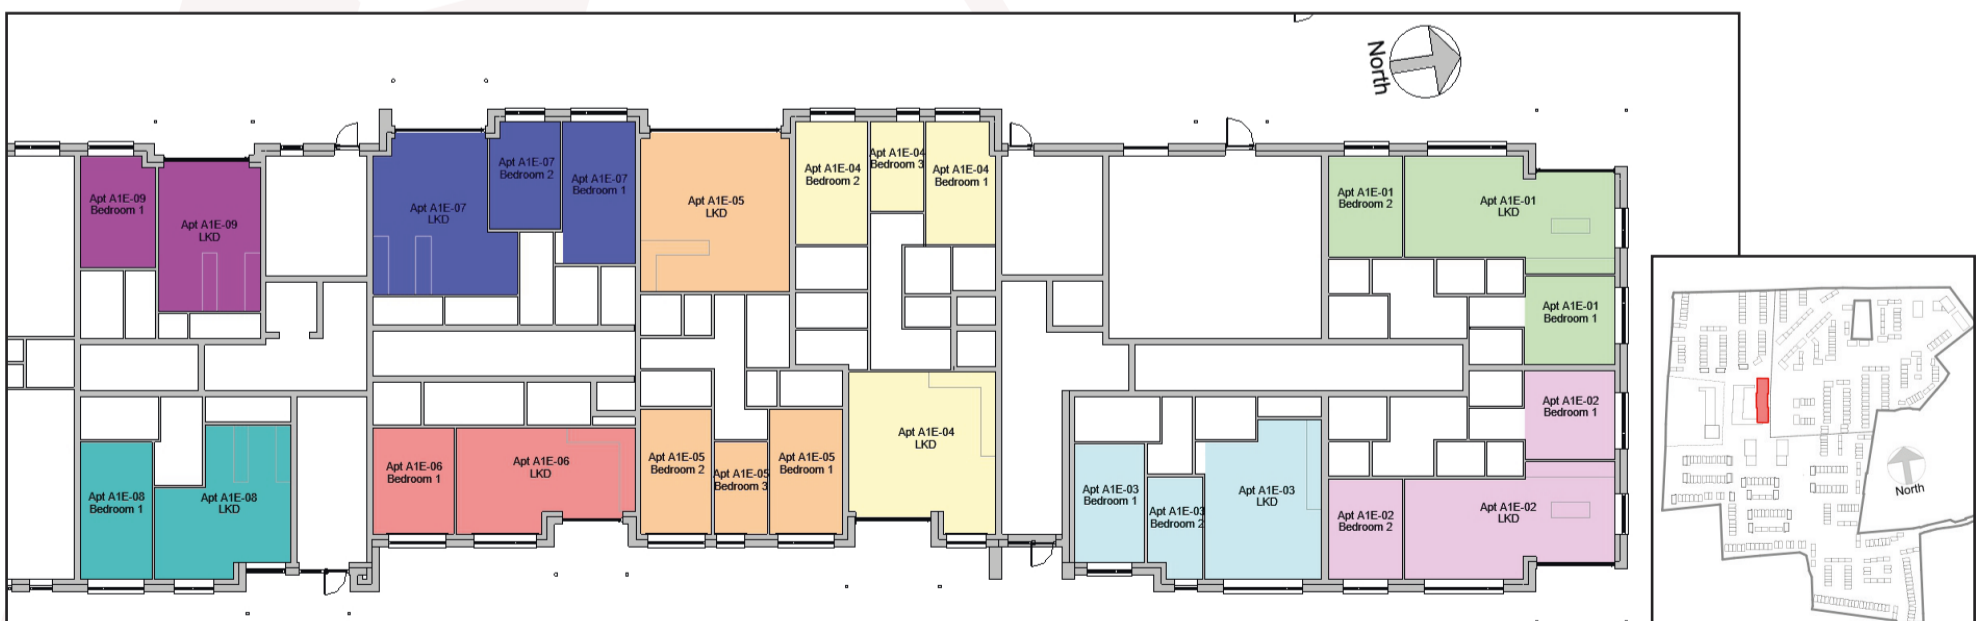 North
Apt A1E-09
Bedroom 1
Apt A1E-09
LKD
Apt A1E-07
LKD
Apt A1E-07
Bedroom 2
Apt A1E-07
Bedroom 1
Apt A1E-05
LKD
Apt A1E-04
Bedroom 2
Apt A1E-04
Bedroom 3
Apt A1E-04
Bedroom 1
Apt A1E-01
Bedroom 2
Apt A1E-01
LKD
Apt A1E-01
Bedroom 1
Apt A1E-08
Bedroom 1
Apt A1E-08
LKD
Apt A1E-06
Bedroom 1
Apt A1E-06
LKD
Apt A1E-05
Bedroom 2
Apt A1E-05
Bedroom 3
Apt A1E-05
Bedroom 1
Apt A1E-04
LKD
Apt A1E-03
Bedroom 1
Apt A1E-03
Bedroom 2
Apt A1E-03
LKD
Apt A1E-02
Bedroom 1
Apt A1E-02
Bedroom 2
Apt A1E-02
LKD
North